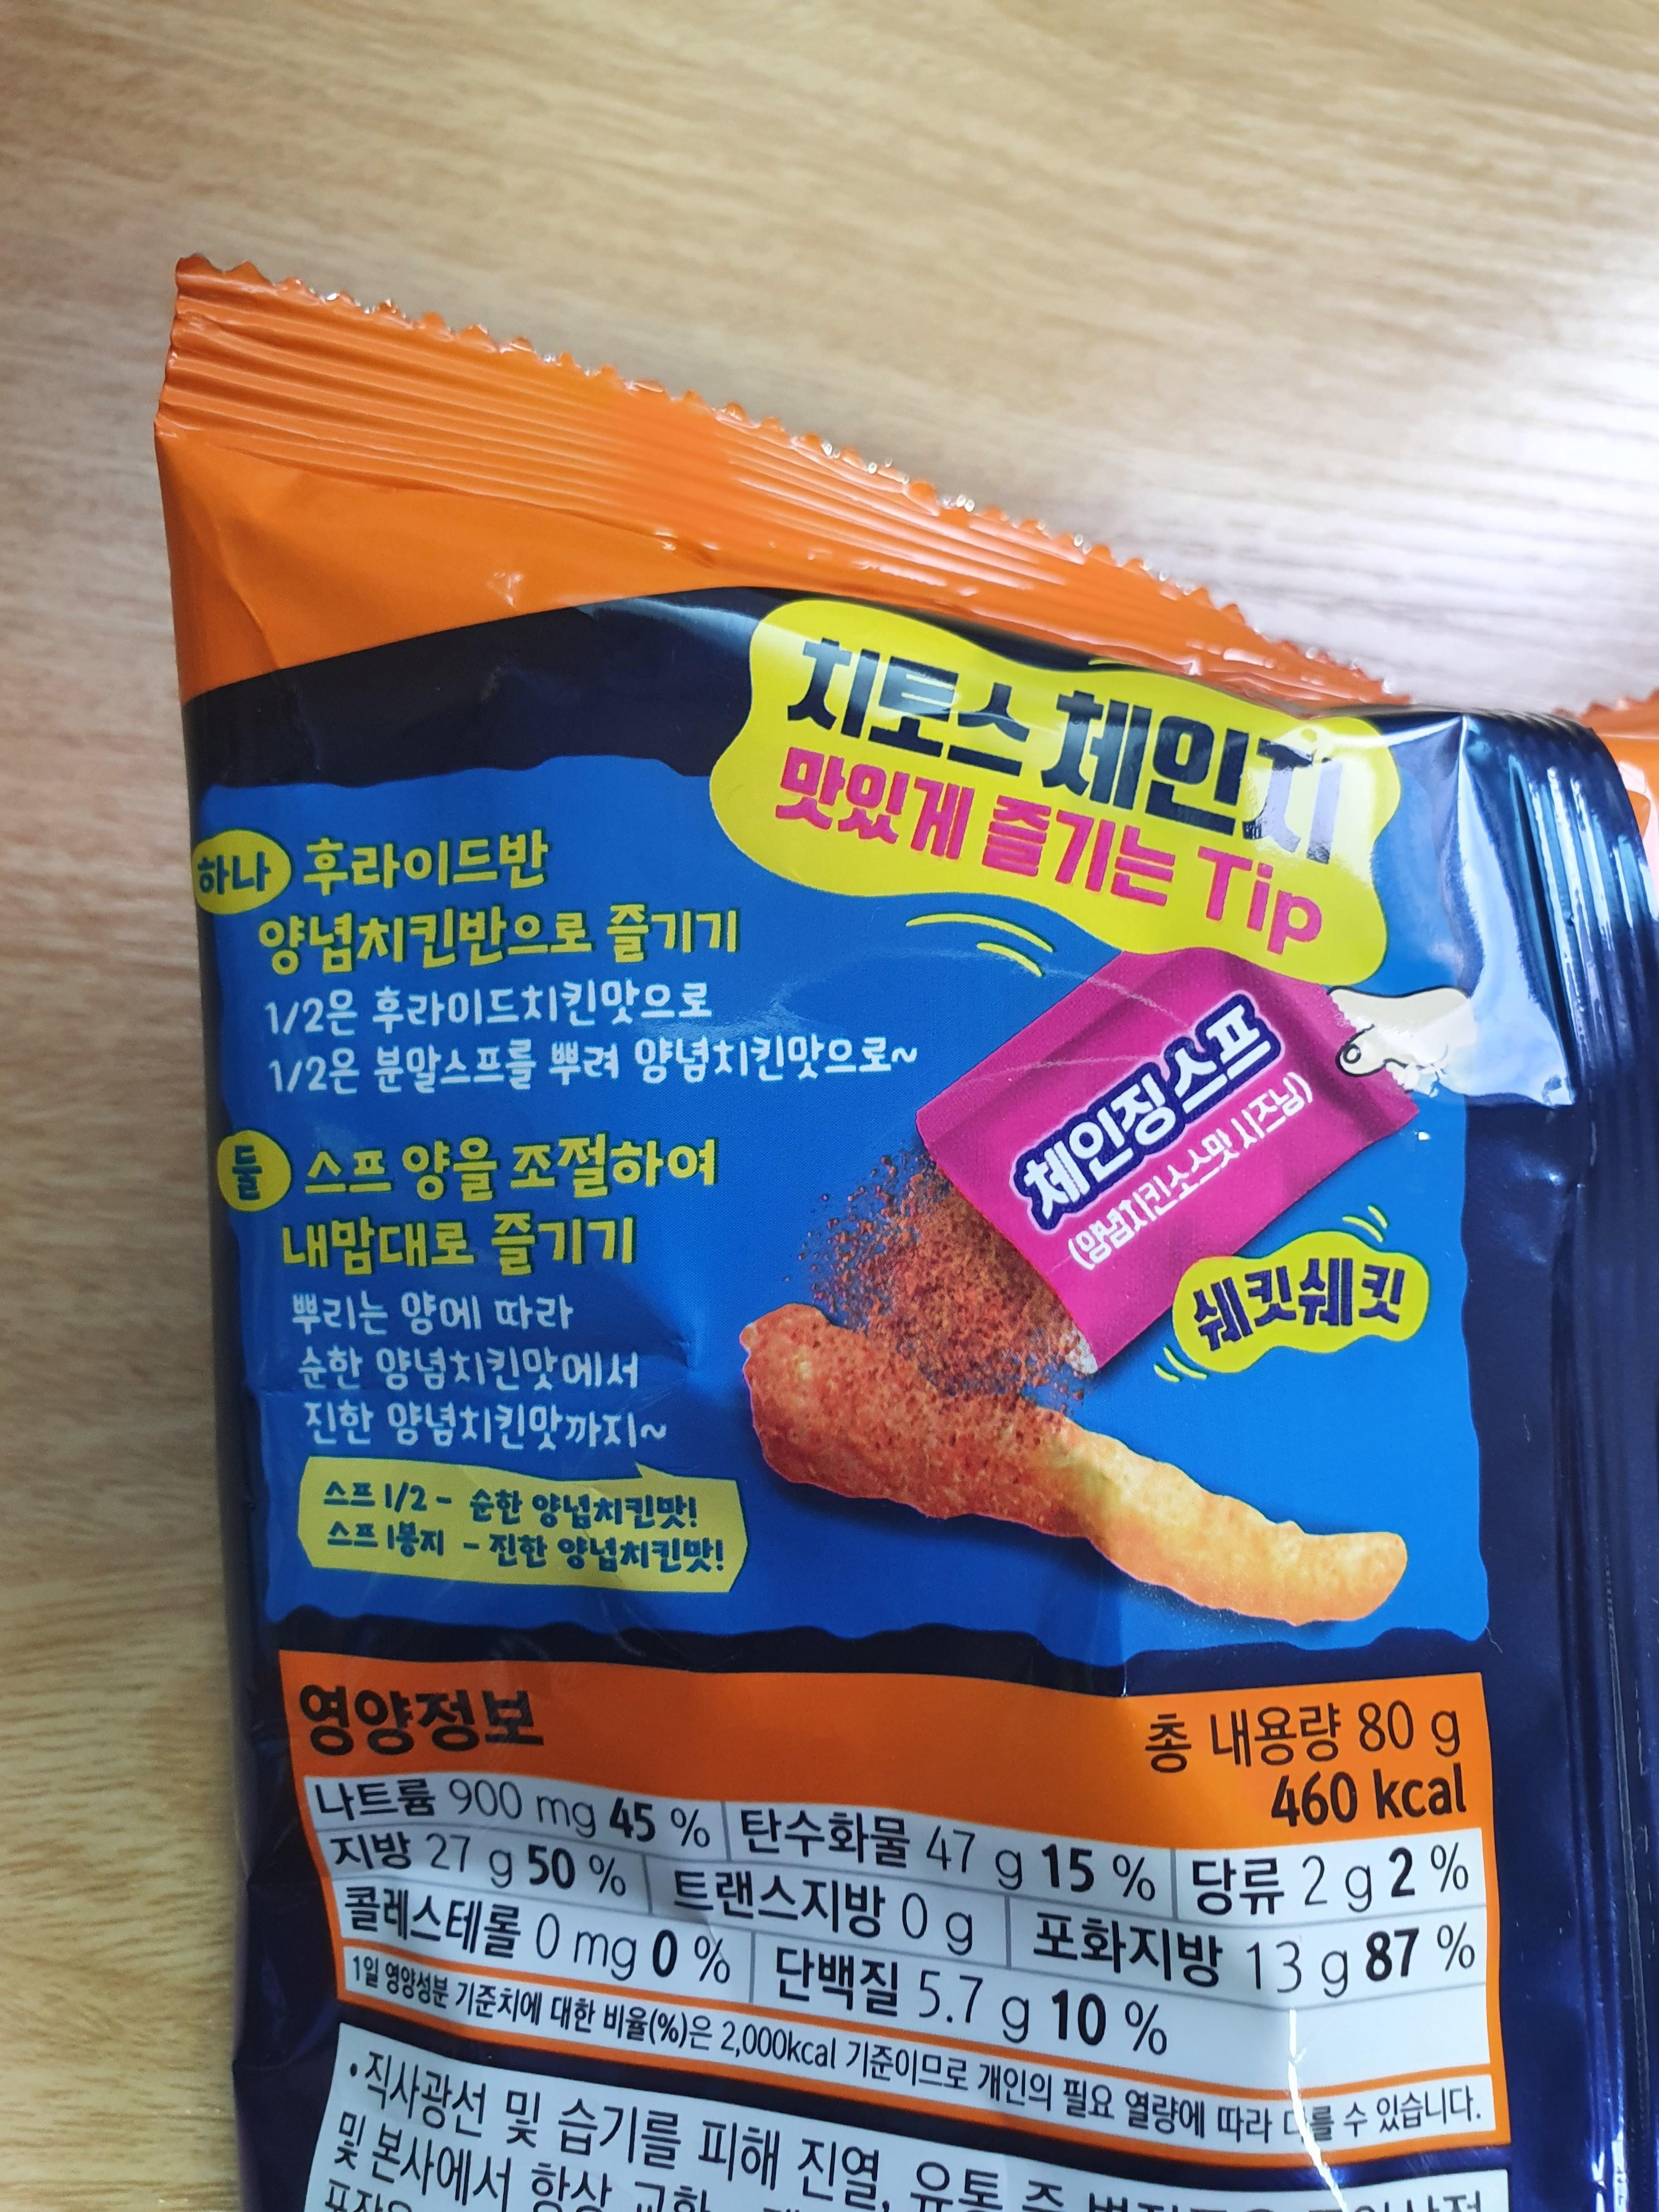 치토스 체인지
맛있게 즐기는 Tip
하나 후라이드반
양념치킨반으로 즐기기
1/2은 후라이드치킨맛으로
1/2은 분말스프를 뿌려 양념치킨맛으로~
둘 스프 양을 조절하여
내맘대로 즐기기
뿌리는 양에 따라
순한 양념치킨맛에서
진한 양념치킨맛까지~
스프 1/2 - 순한 양념치킨맛!
스프 1봉지 - 진한 양념치킨맛!
체인징 스프
(양념치킨소스맛 시즈닝)
쉐킷쉐킷
영양정보
총 내용량 80 g
460 kcal
나트륨 900 mg 45 % 탄수화물 47 g 15 % 당류 2 g 2 %
지방 27 g 50 % 트랜스지방 0 g 포화지방 13 g 87 %
콜레스테롤 0 mg 0 % 단백질 5.7 g 10 %
1일 영양성분 기준치에 대한 비율(%)은 2,000kcal 기준이므로 개인의 필요 열량에 따라 다를 수 있습니다.
•직사광선 및 습기를 피해 진열, 유통
및 본사에서 항상 교환